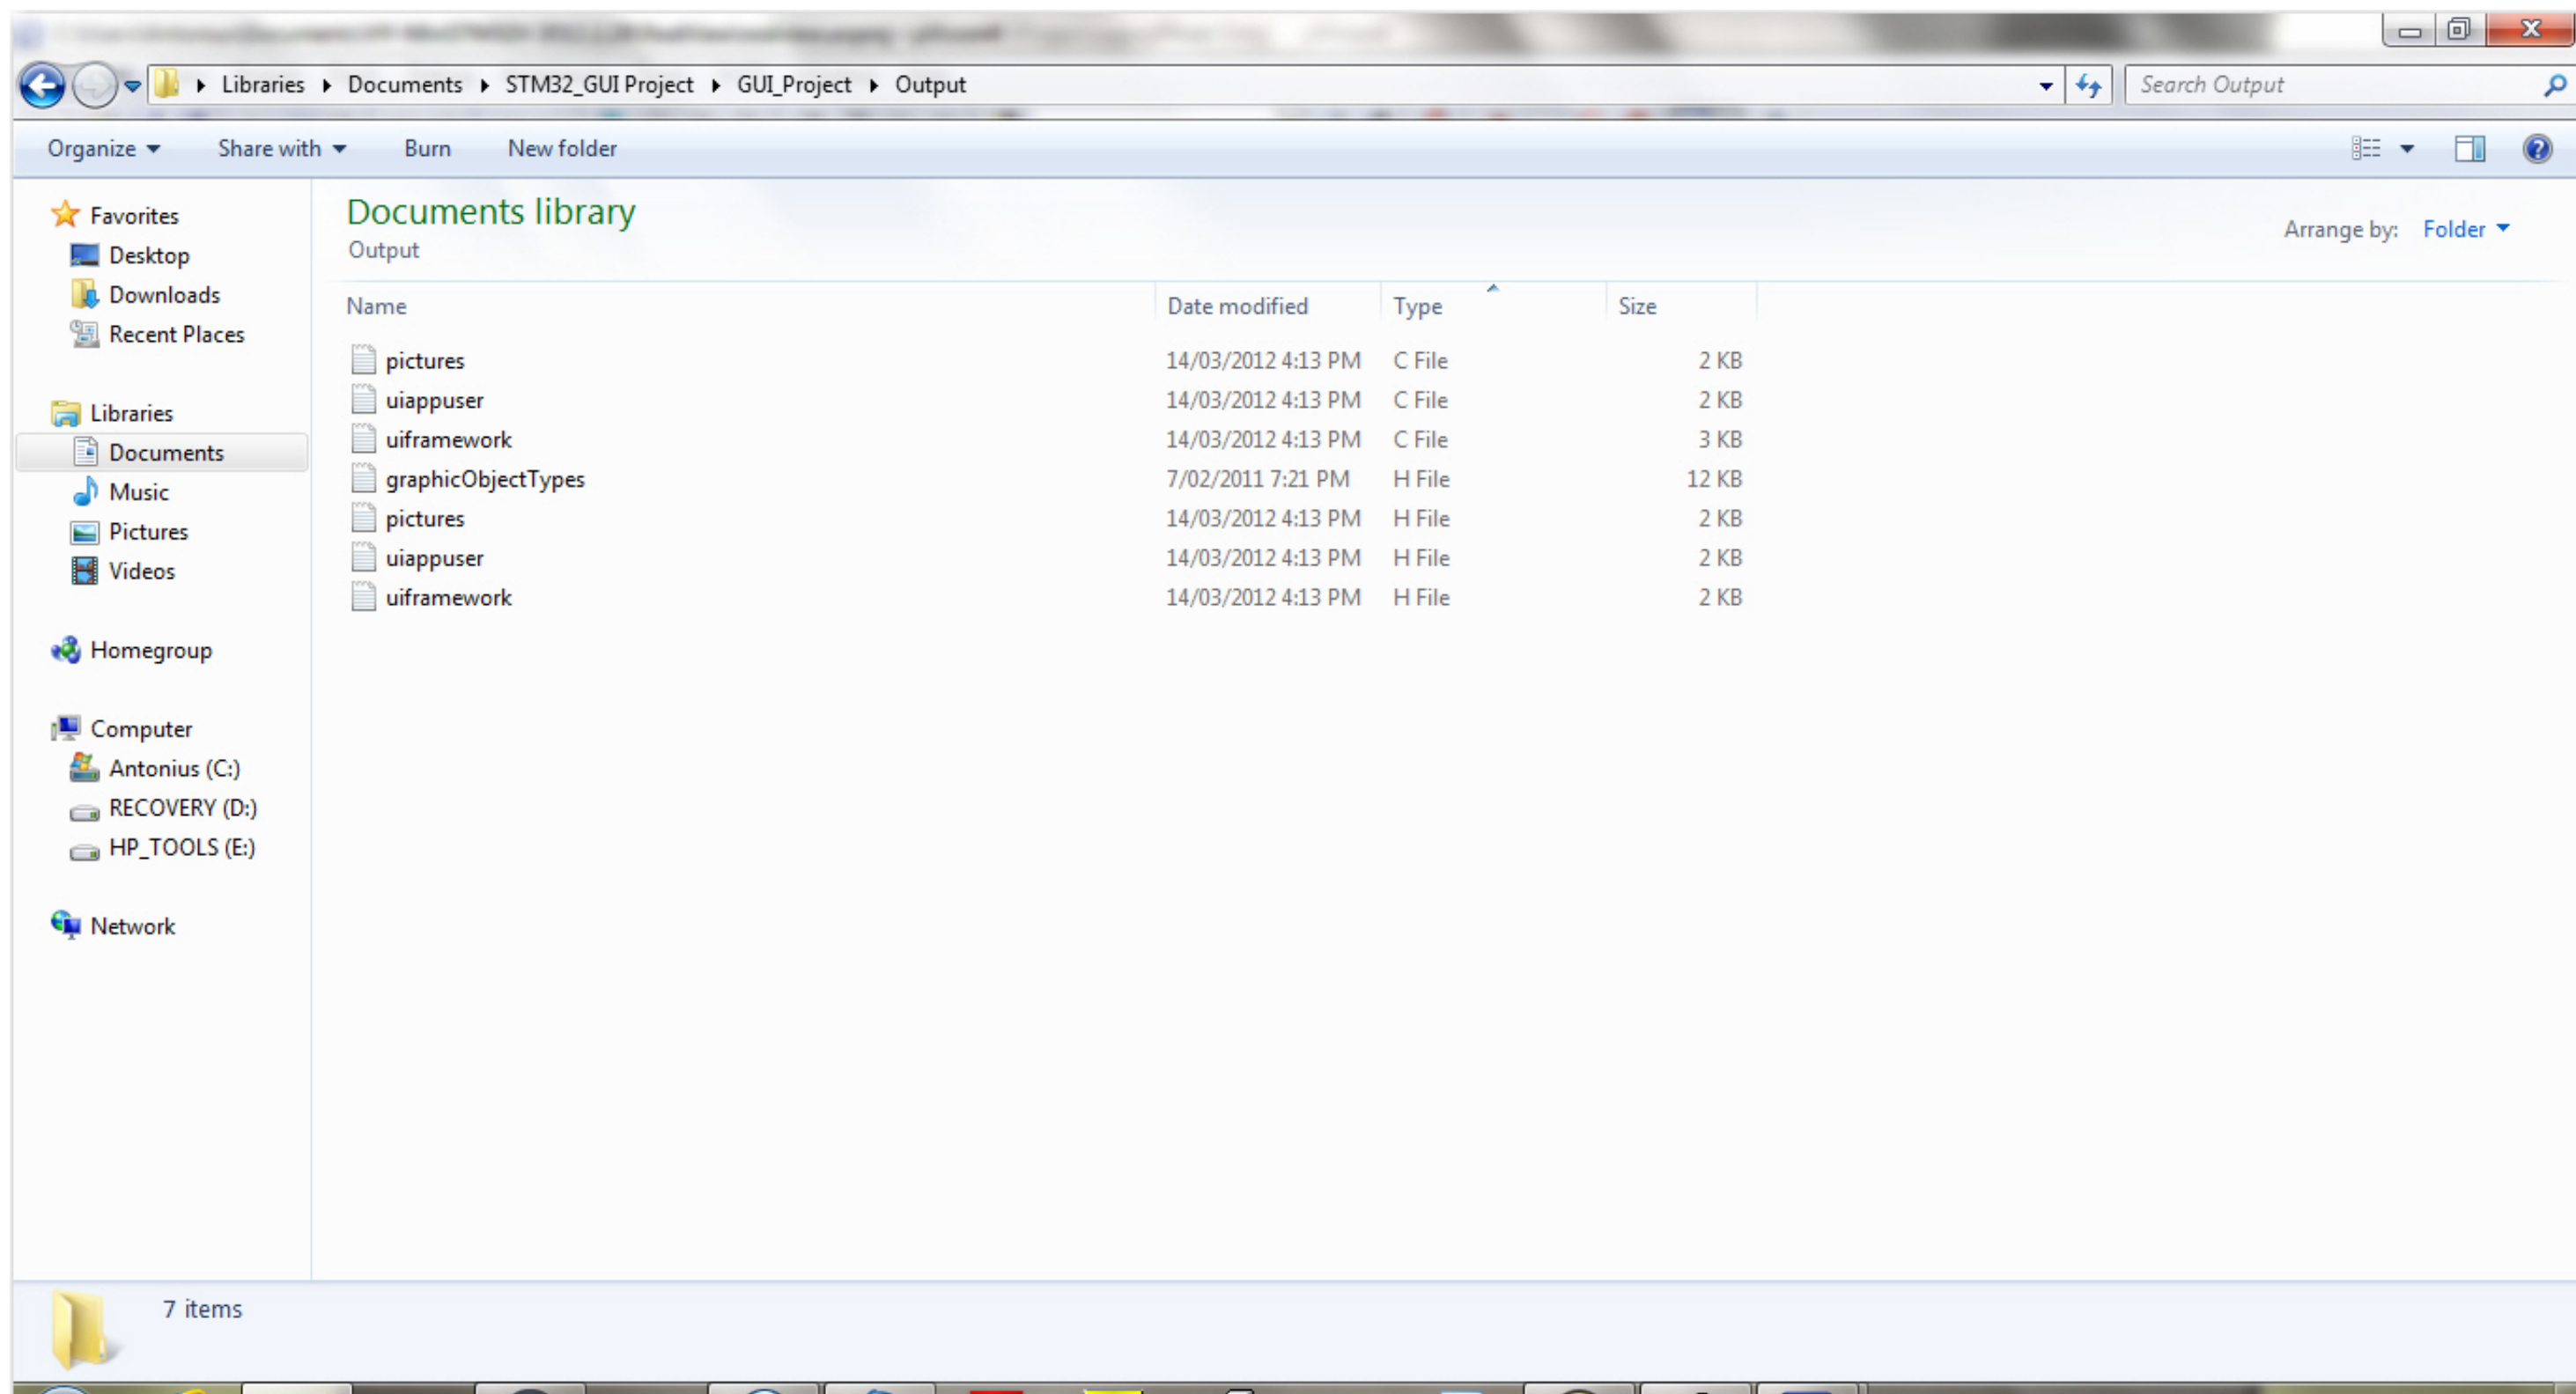 Libraries Documents STM32_GUI Project GUI_Project Output Search Output
Organize Share with Burn New folder
Favorites
Desktop
Downloads
Recent Places
Libraries
Documents
Music
Pictures
Videos
Homegroup
Computer
Antonius (C:)
RECOVERY (D:)
HP_TOOLS (E:)
Network
Documents library
Output
Arrange by: Folder
Name Date modified Type Size
pictures 14/03/2012 4:13 PM C File 2 KB
uiappuser 14/03/2012 4:13 PM C File 2 KB
uiframework 14/03/2012 4:13 PM C File 3 KB
graphicObjectTypes 7/02/2011 7:21 PM H File 12 KB
pictures 14/03/2012 4:13 PM H File 2 KB
uiappuser 14/03/2012 4:13 PM H File 2 KB
uiframework 14/03/2012 4:13 PM H File 2 KB
7 items